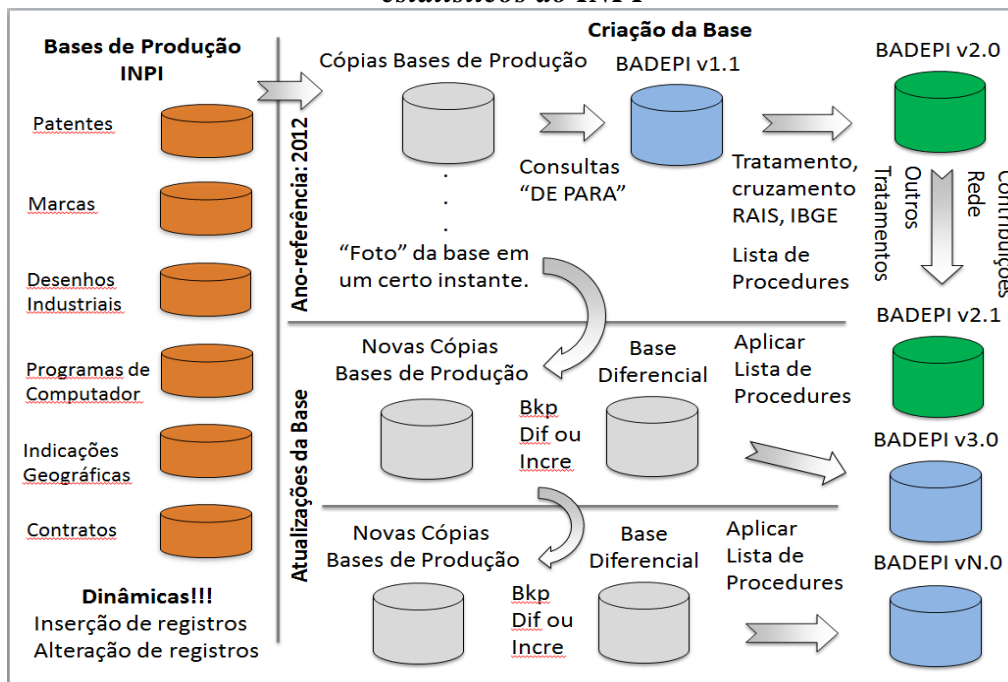 estatísticos do INPI
Bases de Produção
INPI
Patentes
Marcas
Desenhos
Industriais
Programas de
Computador
Indicações
Geográficas
Contratos
Dinâmicas!!!
Inserção de registros
Alteração de registros
Ano-referência: 2012
Criação da Base
Cópias Bases de Produção
.
.
.
“Foto” da base em
um certo instante.
Consultas
“DE PARA”
BADEPI v1.1
Tratamento,
cruzamento
RAIS, IBGE
Lista de
Procedures
BADEPI v2.0
Contribuições
Rede
Outros
Tratamentos
BADEPI v2.1
Atualizações da Base
Novas Cópias
Bases de Produção
Bkp
Dif ou
Incre
Base
Diferencial
Aplicar
Lista de
Procedures
BADEPI v3.0
Novas Cópias
Bases de Produção
Bkp
Dif ou
Incre
Base
Diferencial
Aplicar
Lista de
Procedures
BADEPI vN.0